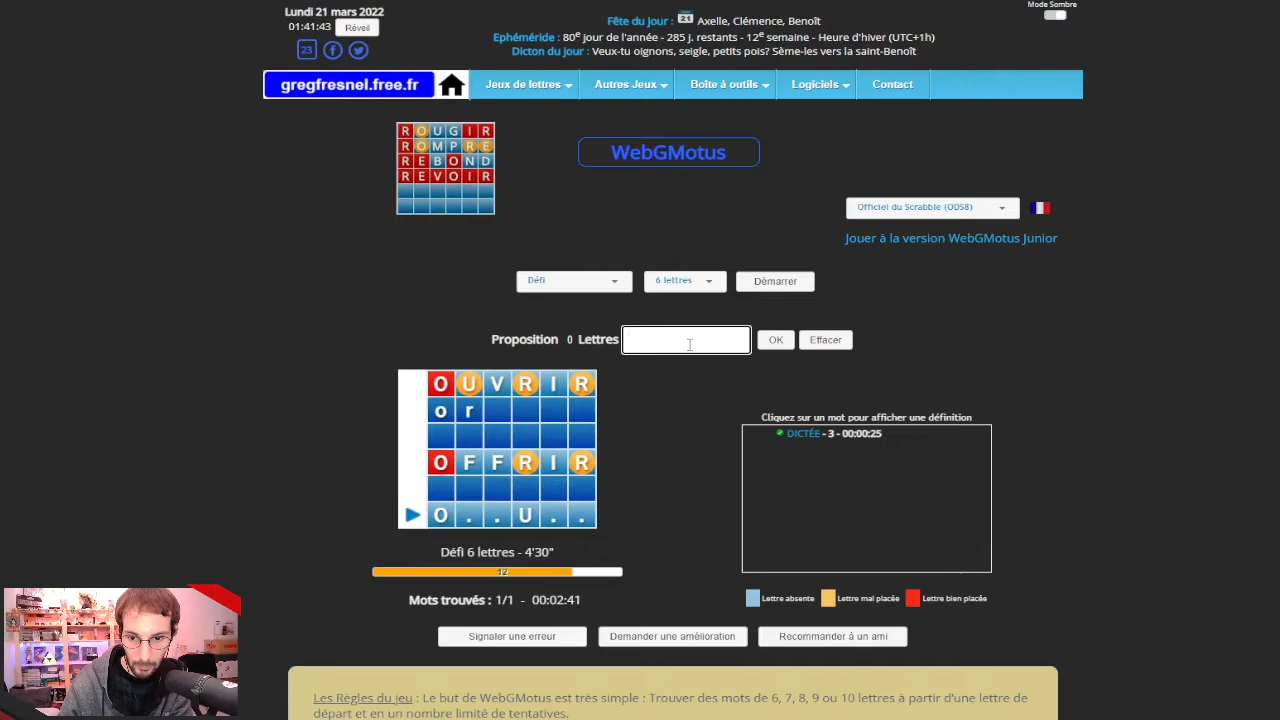 Lundi 21 mars 2022
01:41:43 Réveil
23
Fête du jour : 21 Axelle, Clémence, Benoît
Ephéméride : 80e jour de l'année - 285 j. restants - 12e semaine - Heure d'hiver (UTC+1h)
Dicton du jour : Veux-tu oignons, seigle, petits pois? Sème-les vers la saint-Benoît
Mode Sombre
gregfresnel.free.fr
Jeux de lettres
Autres Jeux
Boîte à outils
Logiciels
Contact
ROUGIR
ROMPRE
REBOND
REVOIR
WebGMotus
Officiel du Scrabble (ODS8)
Jouer à la version WebGMotus Junior
Défi
6 lettres
Démarrer
Proposition 0 Lettres
OK
Effacer
OUVRIR
or
OFFRIR
O..U..
Cliquez sur un mot pour afficher une définition
DICTÉE - 3 - 00:00:25
Défi 6 lettres - 4'30"
12
Mots trouvés : 1/1 - 00:02:41
Lettre absente
Lettre mal placée
Lettre bien placée
Signaler une erreur
Demander une amélioration
Recommander à un ami
Les Règles du jeu : Le but de WebGMotus est très simple : Trouver des mots de 6, 7, 8, 9 ou 10 lettres à partir d'une lettre de
départ et en un nombre limité de tentatives.